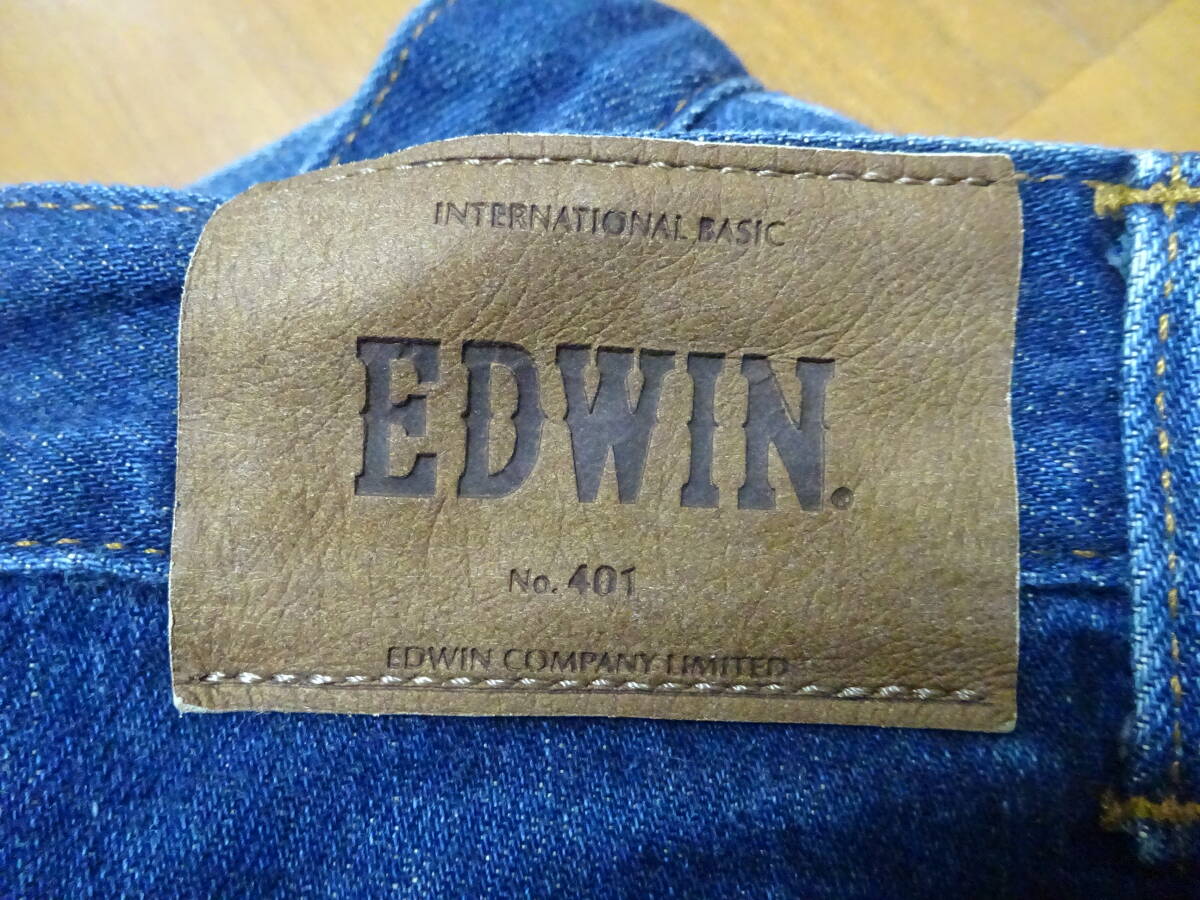 INTERNATIONAL BASIC
EDWIN.
No. 401
EDWIN COMPANY LIMITED